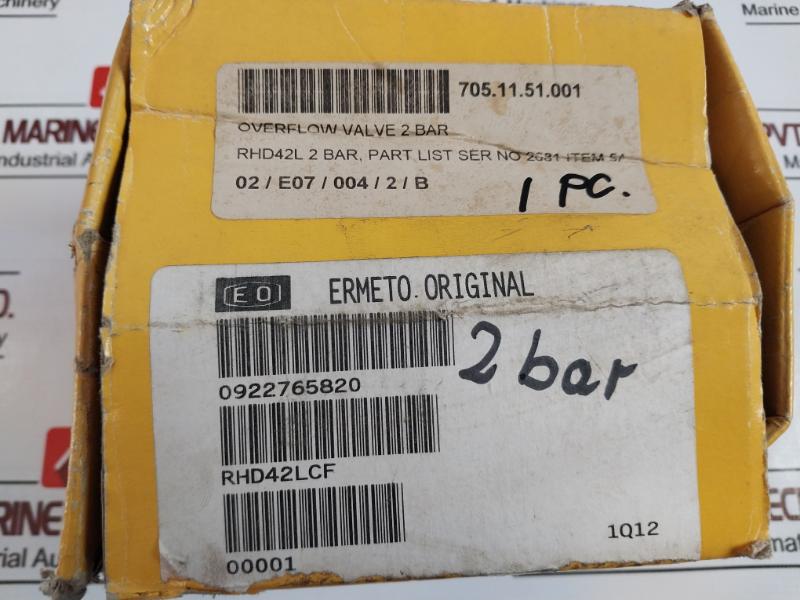 705.11.51.001
OVERFLOW VALVE 2 BAR
RHD42L 2 BAR, PART LIST SER NO 2681 ITEM
02 / E07 / 004 / 2 / B
1 PC.
EO
ERMETO ORIGINAL
2 bar
0922765820
RHD42LCF
00001
1Q12